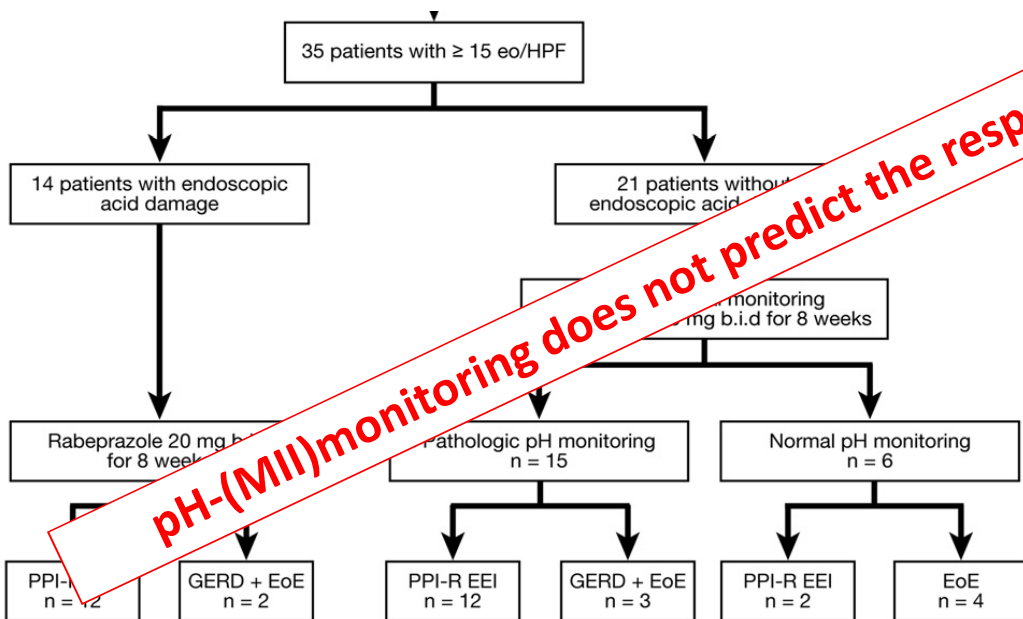 35 patients with ≥ 15 eo/HPF
14 patients with endoscopic
acid damage
21 patients without
endoscopic acid
monitoring
mg b.i.d for 8 weeks
pH-(MII)monitoring does not predict the
Rabeprazole 20 mg
for 8
Pathologic pH monitoring
n = 15
Normal pH monitoring
n = 6
n = 12
GERD + EoE
n = 2
PPI-R EEI
n = 12
GERD + EoE
n = 3
PPI-R EEI
n = 2
EoE
n = 4